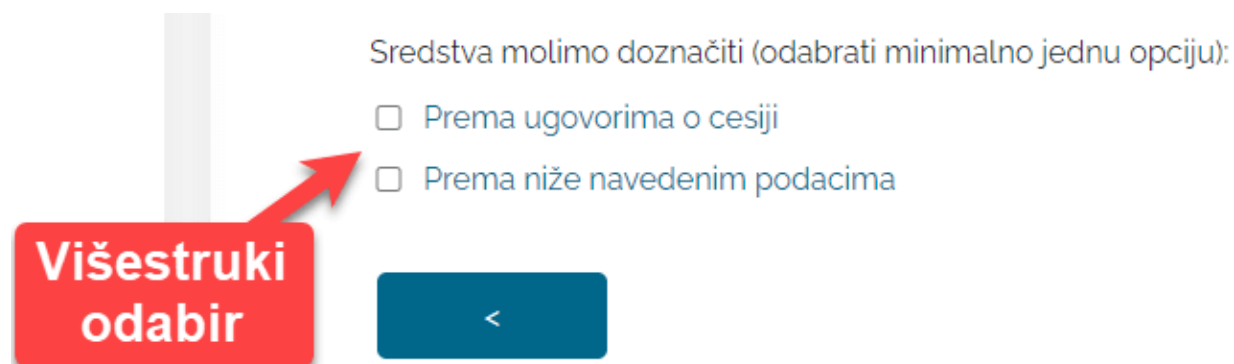 Sredstva molimo doznačiti (odabrati minimalno jednu opciju):
Prema ugovorima o cesiji
Prema niže navedenim podacima
Višestruki
odabir
<